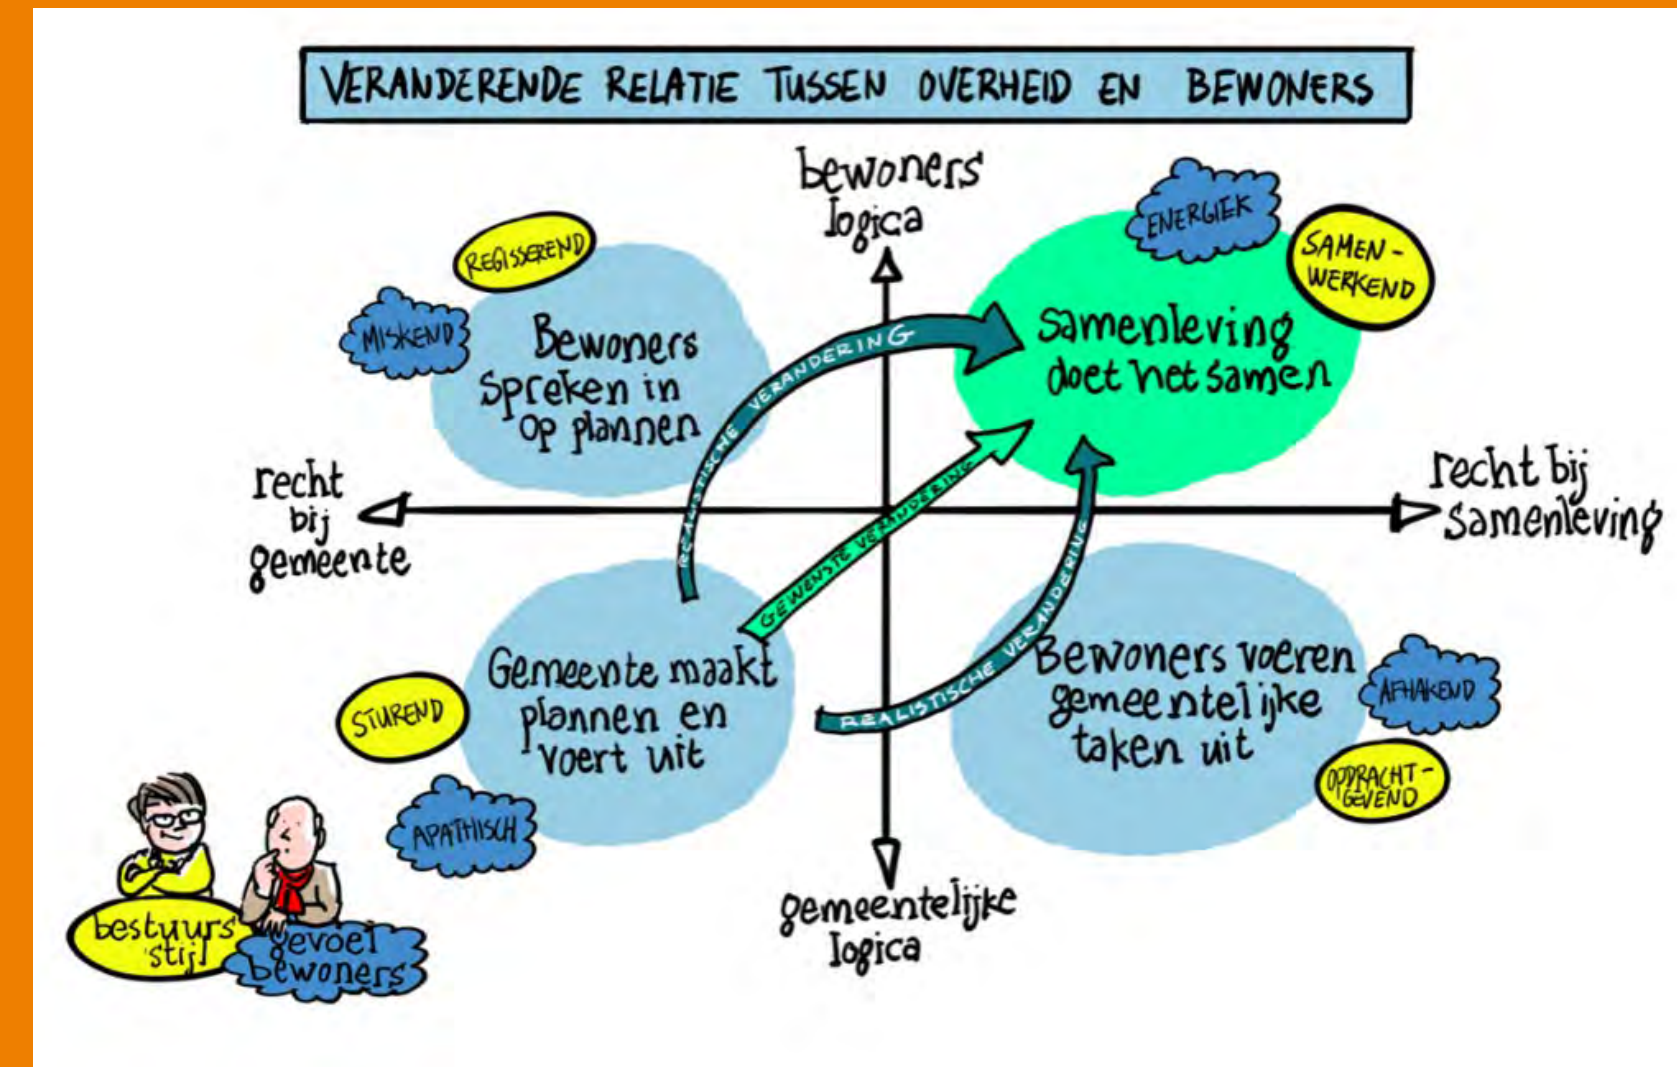 VERANDERENDE RELATIE TUSSEN OVERHEID EN BEWONERS
bewoners
logica
ENERGIEK
SAMEN-
WERKEND
REGISSEREND
MISKEND
Bewoners
spreken in
op plannen
samenleving
doet het samen
REALISTISCHE VERANDERING
GEWENSTE VERANDERING
REALISTISCHE VERANDERING
recht
bij
gemeente
recht bij
samenleving
Gemeente maakt
plannen en
voert uit
STUREND
APATHISCH
Bewoners voeren
gemeentelijke
taken uit
AFHAKEND
OPDRACHT-
GEVEND
gemeentelijke
logica
bestuurs
stijl
gevoel
bewoners